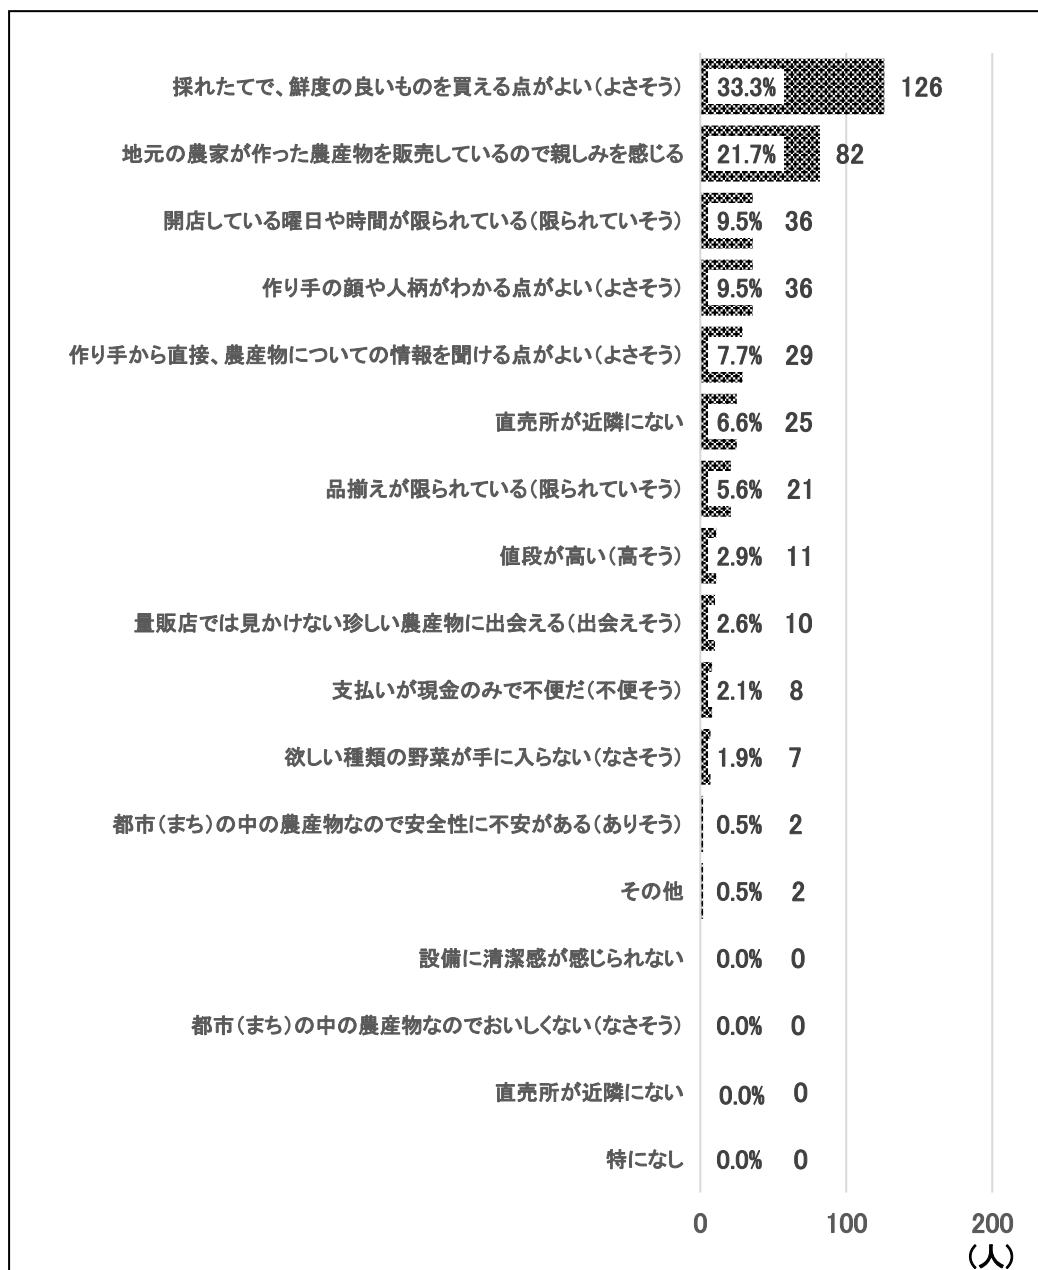 採れたてで、鮮度の良いものを買える点がよい(よさそう) 33.3% 126
地元の農家が作った農産物を販売しているので親しみを感じる 21.7% 82
開店している曜日や時間が限られている(限られていそう) 9.5% 36
作り手の顔や人柄がわかる点がよい(よさそう) 9.5% 36
作り手から直接、農産物についての情報を聞ける点がよい(よさそう) 7.7% 29
直売所が近隣にない 6.6% 25
品揃えが限られている(限られていそう) 5.6% 21
値段が高い(高そう) 2.9% 11
量販店では見かけない珍しい農産物に出会える(出会えそう) 2.6% 10
支払いが現金のみで不便だ(不便そう) 2.1% 8
欲しい種類の野菜が手に入らない(なさそう) 1.9% 7
都市(まち)の中の農産物なので安全性に不安がある(ありそう) 0.5% 2
その他 0.5% 2
設備に清潔感が感じられない 0.0% 0
都市(まち)の中の農産物なのでおいしくない(なさそう) 0.0% 0
直売所が近隣にない 0.0% 0
特になし 0.0% 0
0 100 200
(人)